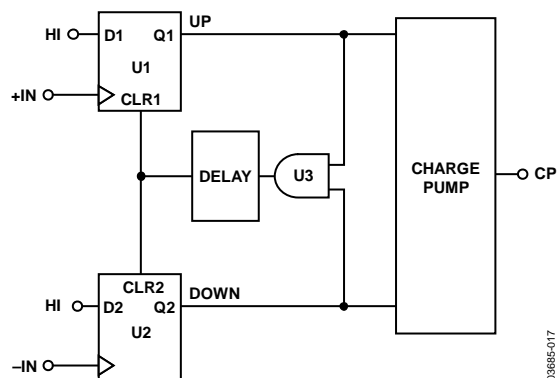 HI
D1
Q1
UP
U1
+IN
CLR1
DELAY
U3
CHARGE
PUMP
CP
CLR2
HI
D2
Q2
DOWN
U2
–IN
03685-017